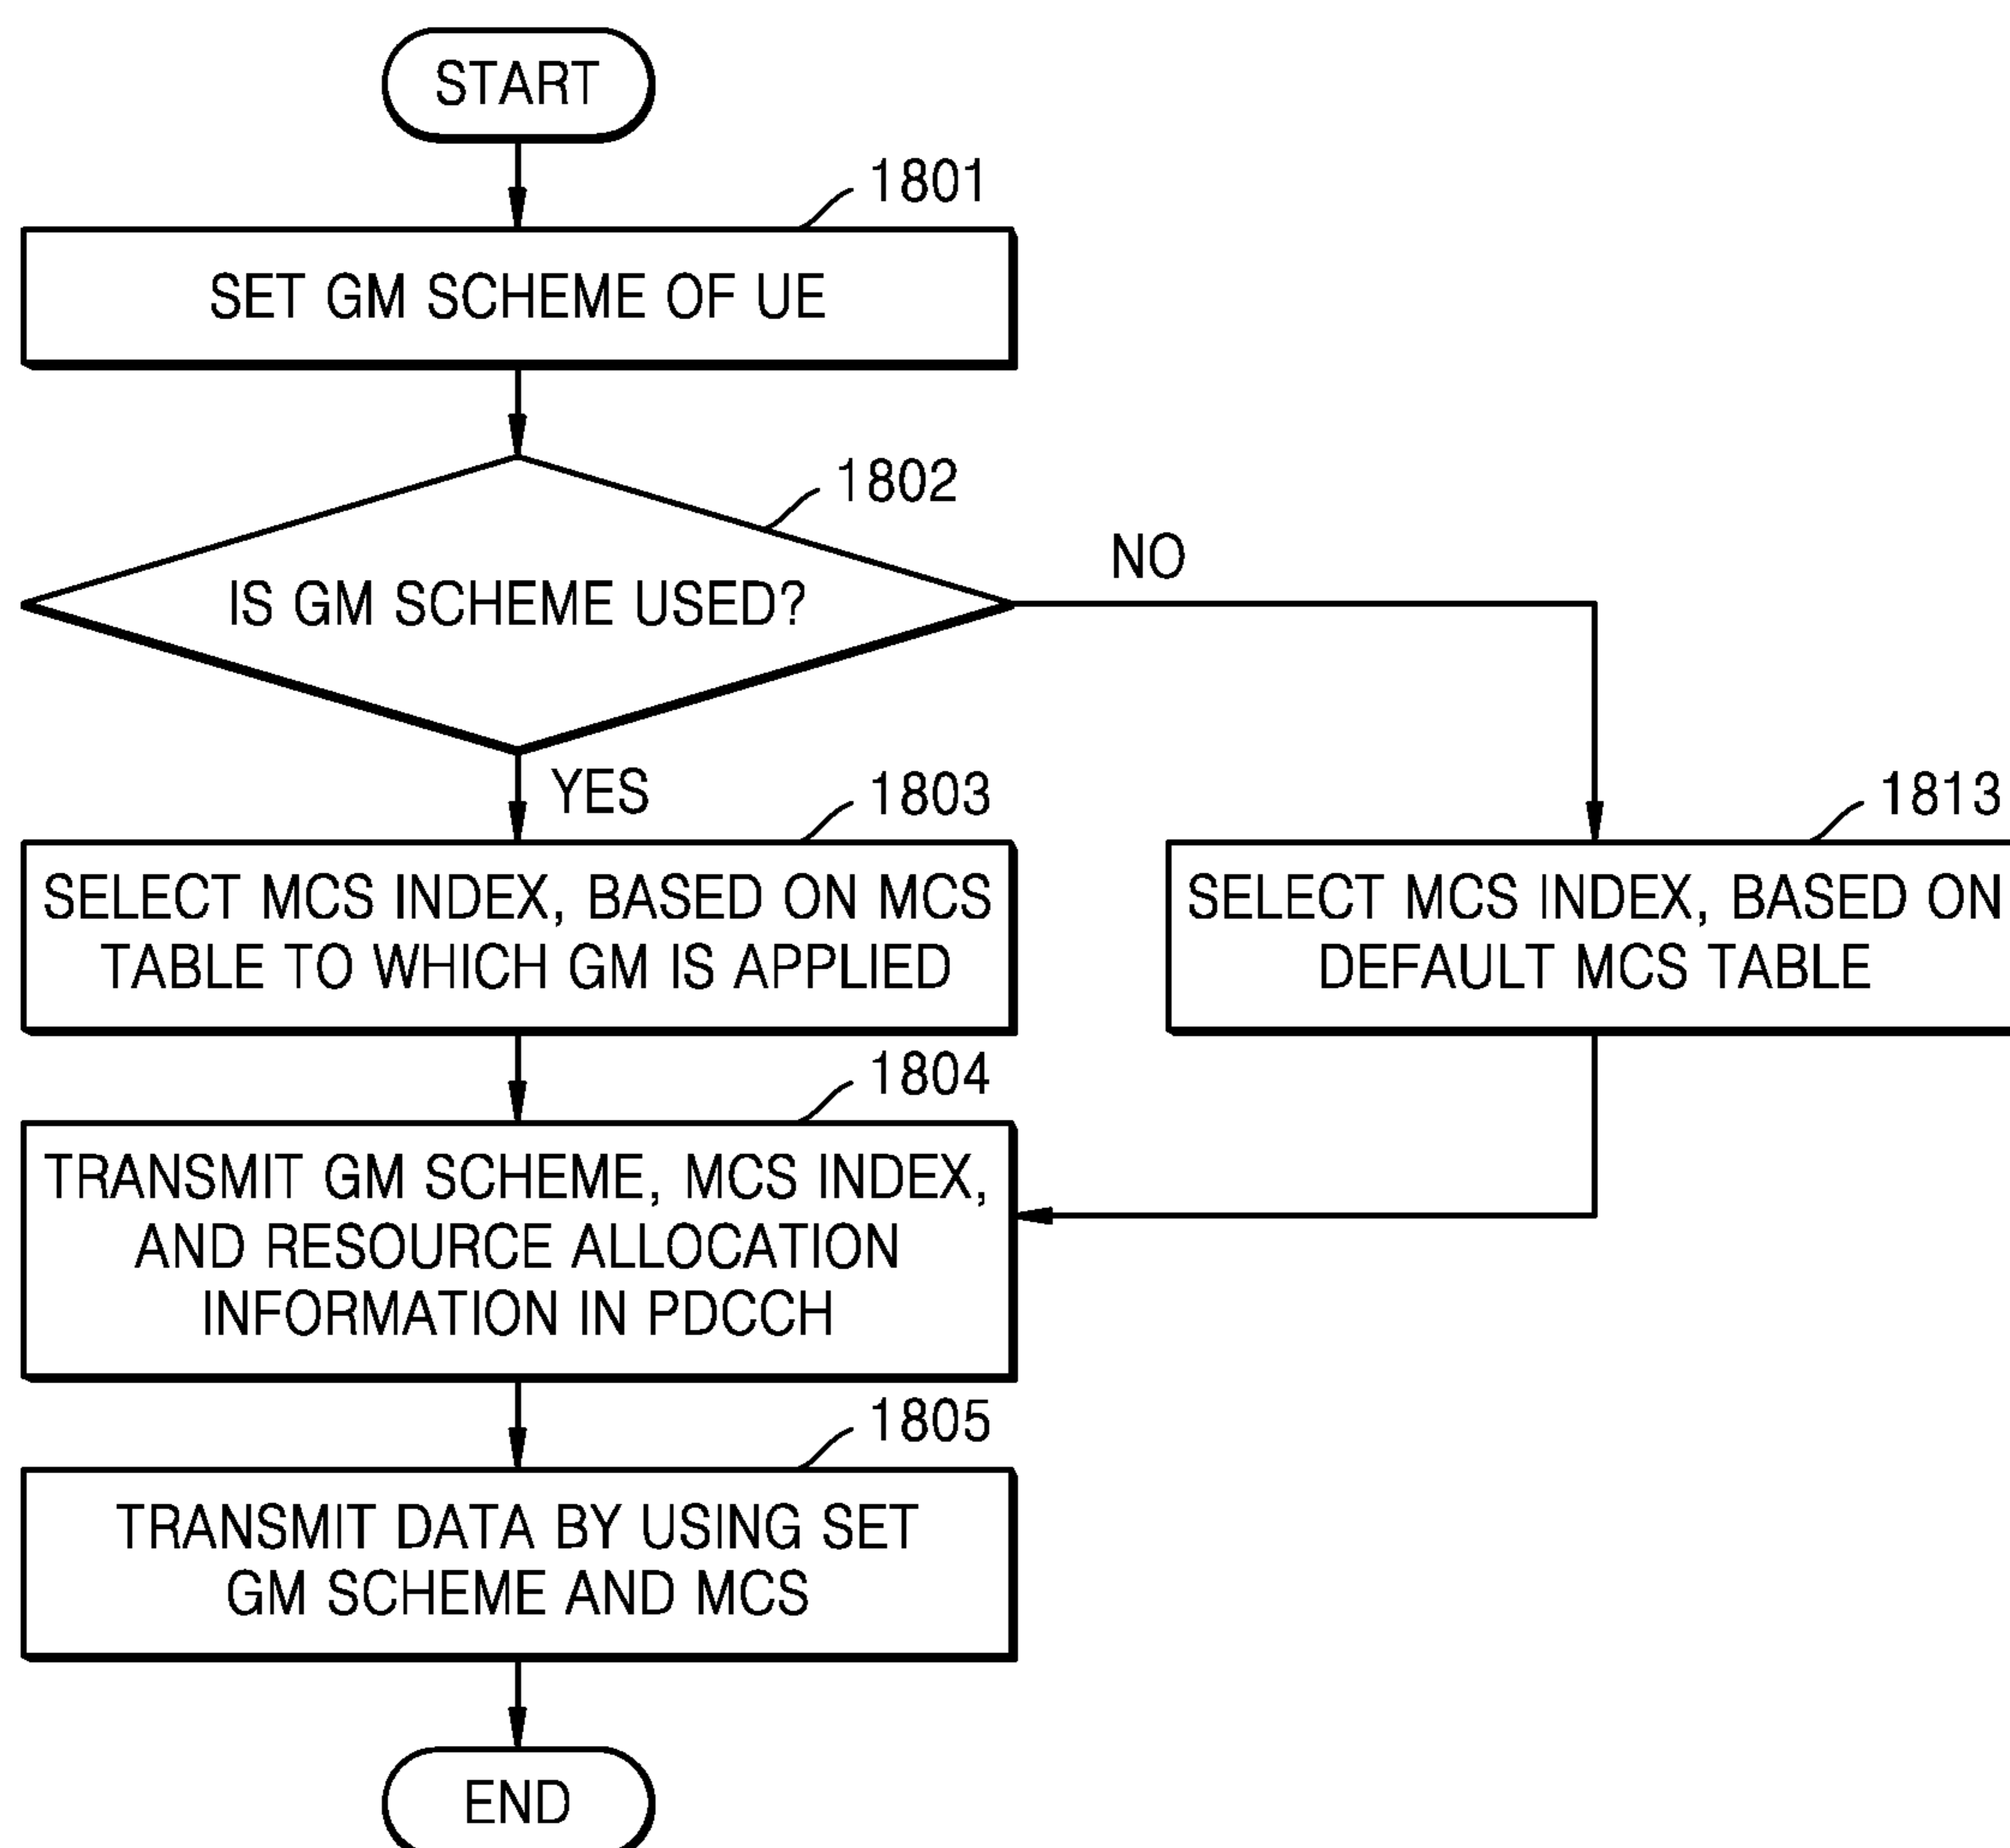 START
1801
SET GM SCHEME OF UE
1802
IS GM SCHEME USED?
NO
YES
1803
SELECT MCS INDEX, BASED ON MCS
TABLE TO WHICH GM IS APPLIED
1813
SELECT MCS INDEX, BASED ON
DEFAULT MCS TABLE
1804
TRANSMIT GM SCHEME, MCS INDEX,
AND RESOURCE ALLOCATION
INFORMATION IN PDCCH
1805
TRANSMIT DATA BY USING SET
GM SCHEME AND MCS
END